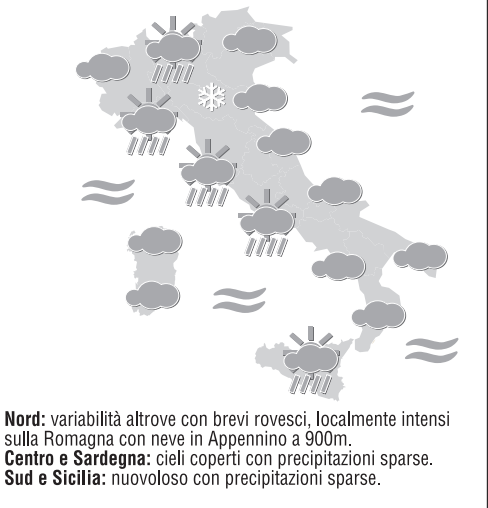 Nord: variabilità altrove con brevi rovesci, localmente intensi
sulla Romagna con neve in Appennino a 900m.
Centro e Sardegna: cieli coperti con precipitazioni sparse.
Sud e Sicilia: nuvoloso con precipitazioni sparse.